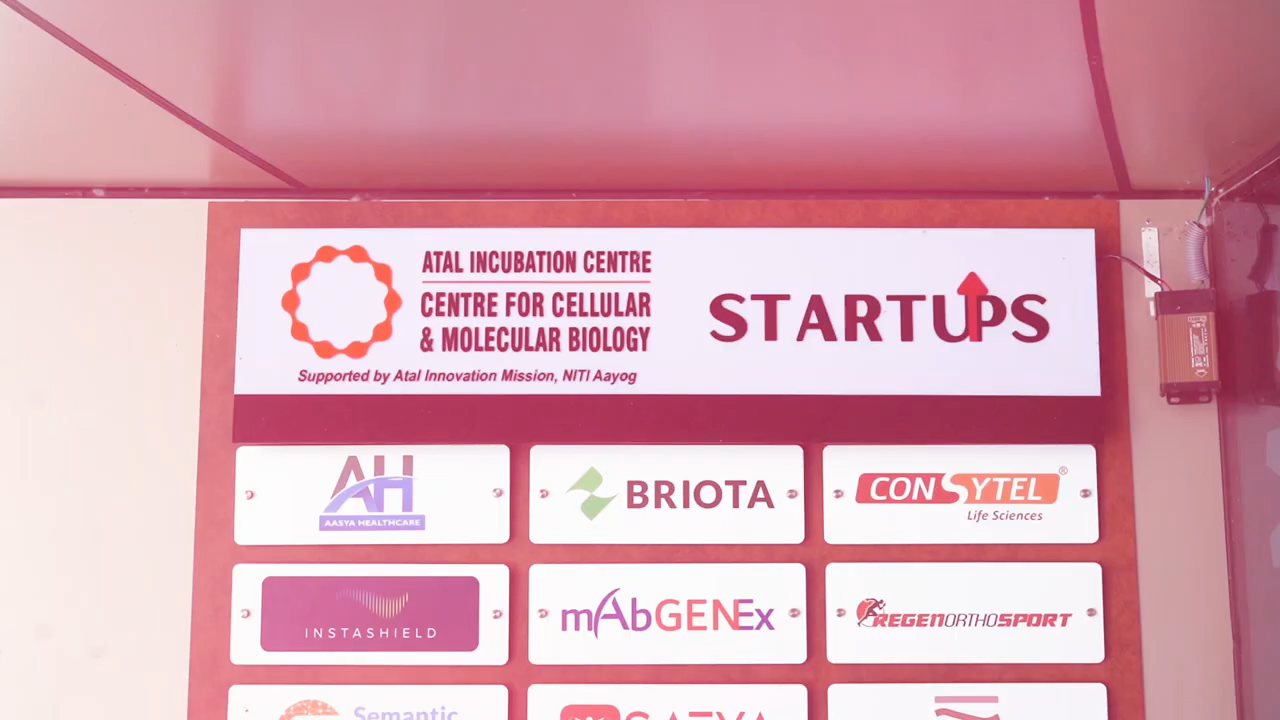 ATAL INCUBATION CENTRE
CENTRE FOR CELLULAR
& MOLECULAR BIOLOGY
Supported by Atal Innovation Mission, NITI Aayog
STARTUPS
AH
AASYA HEALTHCARE
BRIOTA
CONSYTEL®
Life Sciences
INSTASHIELD
mAbGENEx
REGENORTHOSPORT
Semantic